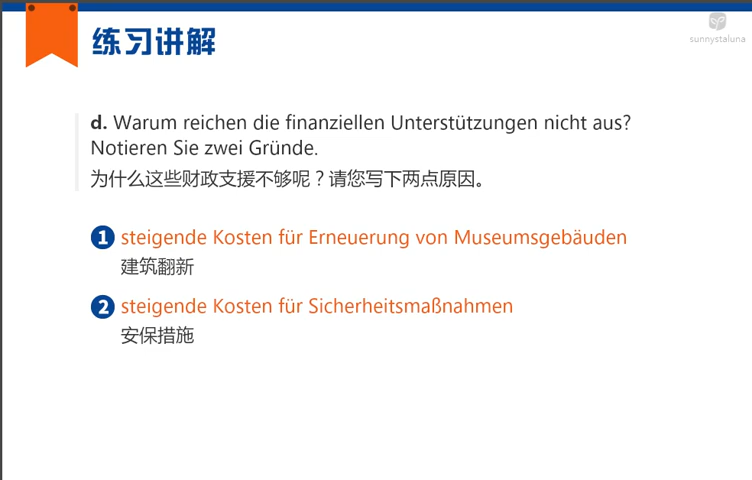 练习讲解
sunnystaluna
d. Warum reichen die finanziellen Unterstützungen nicht aus?
Notieren Sie zwei Gründe.
为什么这些财政支援不够呢？请您写下两点原因。
1 steigende Kosten für Erneuerung von Museumsgebäuden
建筑翻新
2 steigende Kosten für Sicherheitsmaßnahmen
安保措施